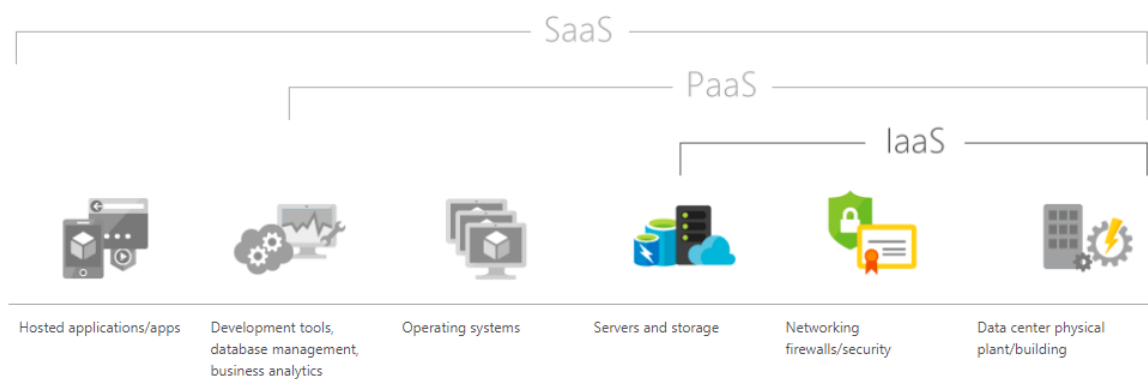 SaaS
PaaS
IaaS
Hosted applications/apps
Development tools,
database management,
business analytics
Operating systems
Servers and storage
Networking
firewalls/security
Data center physical
plant/building